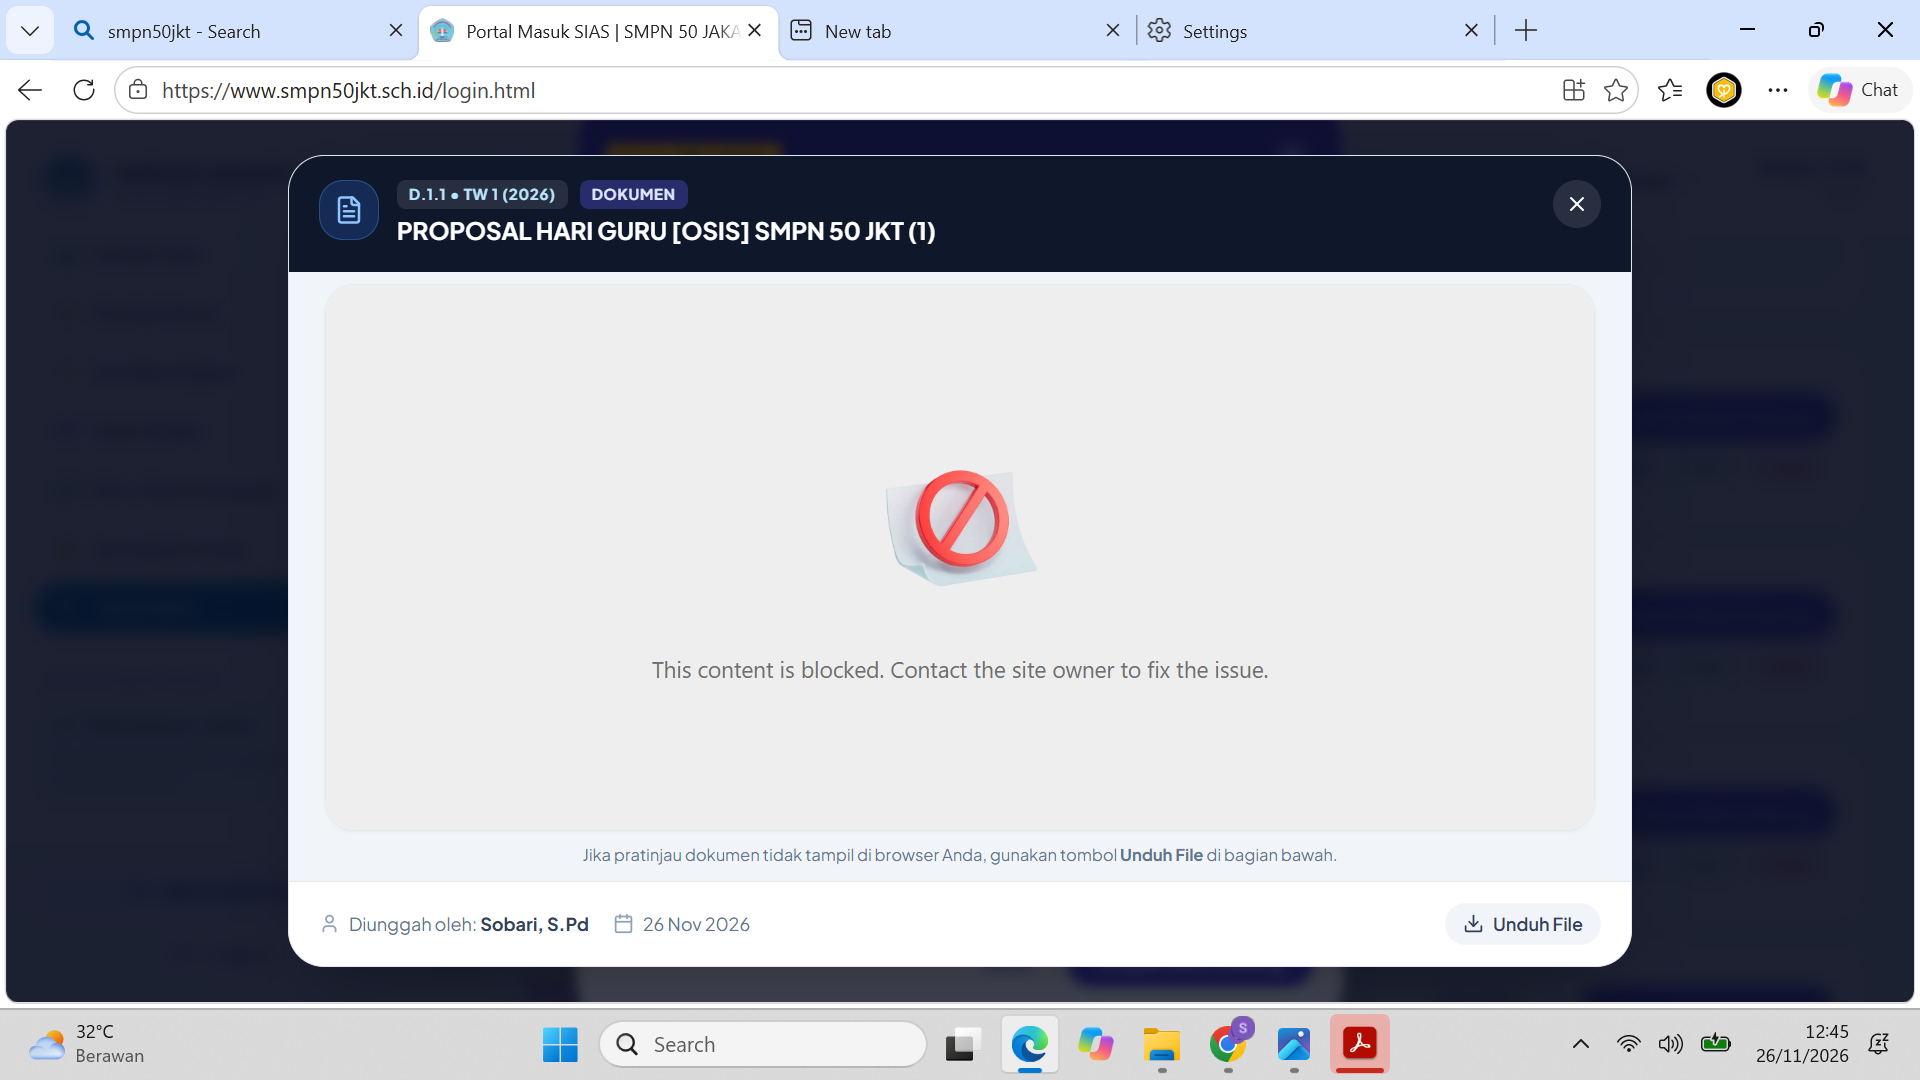 smpn50jkt - Search
Portal Masuk SIAS | SMPN 50 JAKA
New tab
Settings
https://www.smpn50jkt.sch.id/login.html
Chat
D.1.1 • TW 1 (2026)
DOKUMEN
PROPOSAL HARI GURU [OSIS] SMPN 50 JKT (1)
This content is blocked. Contact the site owner to fix the issue.
Jika pratinjau dokumen tidak tampil di browser Anda, gunakan tombol Unduh File di bagian bawah.
Diunggah oleh: Sobari, S.Pd
26 Nov 2026
Unduh File
32°C
Berawan
Search
S
12:45
26/11/2026